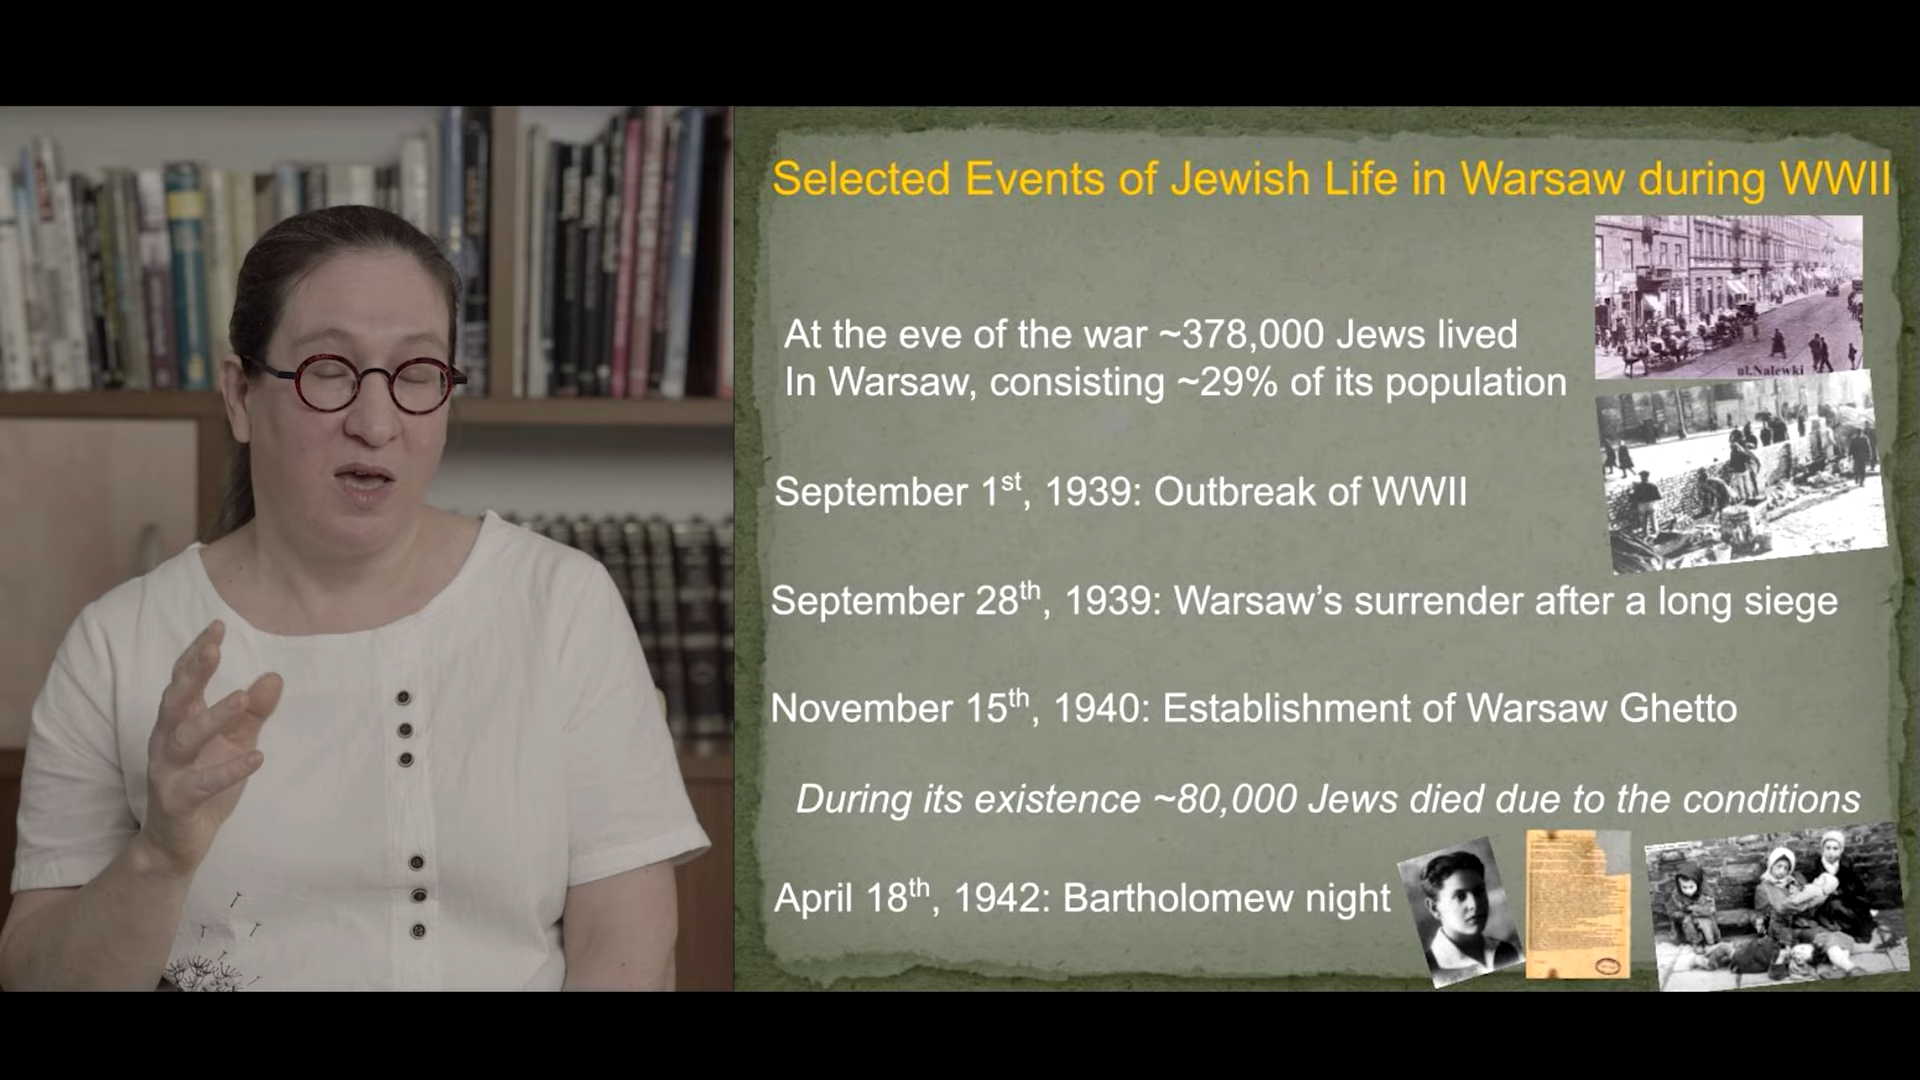 Selected Events of Jewish Life in Warsaw during WWII
ul.Nalewki
At the eve of the war ~378,000 Jews lived
In Warsaw, consisting ~29% of its population
September 1st, 1939: Outbreak of WWII
September 28th, 1939: Warsaw’s surrender after a long siege
November 15th, 1940: Establishment of Warsaw Ghetto
During its existence ~80,000 Jews died due to the conditions
April 18th, 1942: Bartholomew night